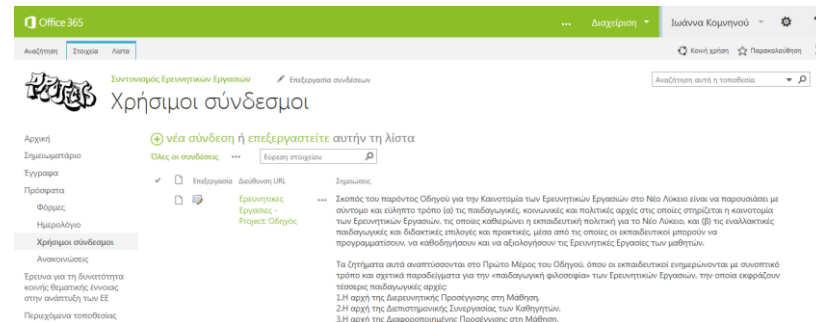 Office 365
... Διαχείριση Ιωάννα Κομνηνού
Αναζήτηση Στοιχεία Λίστα
Κοινή χρήση Παρακολούθηση
Συντονισμός Ερευνητικών Εργασιών Επεξεργασία συνδέσεων
Αναζήτηση αυτή η τοποθεσία
Χρήσιμοι σύνδεσμοι
Αρχική
Σημειωματάριο
Έγγραφα
Πρόσφατα
Φόρμες
Ημερολόγιο
Χρήσιμοι σύνδεσμοι
Ανακοινώσεις
Έρευνα για τη δυνατότητα
κοινής θεματικής έννοιας
στην ανάπτυξη των ΕΕ
Περιεχόμενα τοποθεσίας
νέα σύνδεση ή επεξεργαστείτε αυτήν τη λίστα
Όλες οι συνδέσεις ... Εύρεση στοιχείου
Επεξεργασία Διεύθυνση URL Σημειώσεις
Ερευνητικες
Εργασιες -
Project: Οδηγός
...
Σκοπός του παρόντος Οδηγού για την Καινοτομία των Ερευνητικών Εργασιών στο Νέο Λύκειο είναι να παρουσιάσει με
σύντομο και εύληπτο τρόπο (α) τις παιδαγωγικές, κοινωνικές και πολιτικές αρχές στις οποίες στηρίζεται η καινοτομία
των Ερευνητικών Εργασιών, τις οποίες καθιερώνει η εκπαιδευτική πολιτική για το Νέο Λύκειο, και (β) τις εναλλακτικές
παιδαγωγικές και διδακτικές επιλογές και πρακτικές, μέσα από τις οποίες οι εκπαιδευτικοί μπορούν να
προγραμματίσουν, να καθοδηγήσουν και να αξιολογήσουν τις Ερευνητικές Εργασίες των μαθητών.
Τα ζητήματα αυτά αναπτύσσονται στο Πρώτο Μέρος του Οδηγού, όπου οι εκπαιδευτικοί ενημερώνονται με συνοπτικό
τρόπο και σχετικά παραδείγματα για την «παιδαγωγική φιλοσοφία» των Ερευνητικών Εργασιών, την οποία εκφράζουν
τέσσερις παιδαγωγικές αρχές:
1.Η αρχή της Διερευνητικής Προσέγγισης στη Μάθηση.
2.Η αρχή της Διεπιστημονικής Συνεργασίας των Καθηγητών.
3.Η αρχή της Διαφοροποιημένης Προσέγγισης στη Μάθηση.